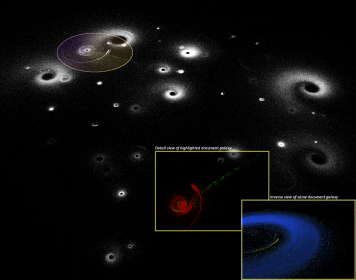 Detail view of highlighted document galaxy
Inverse view of same document galaxy